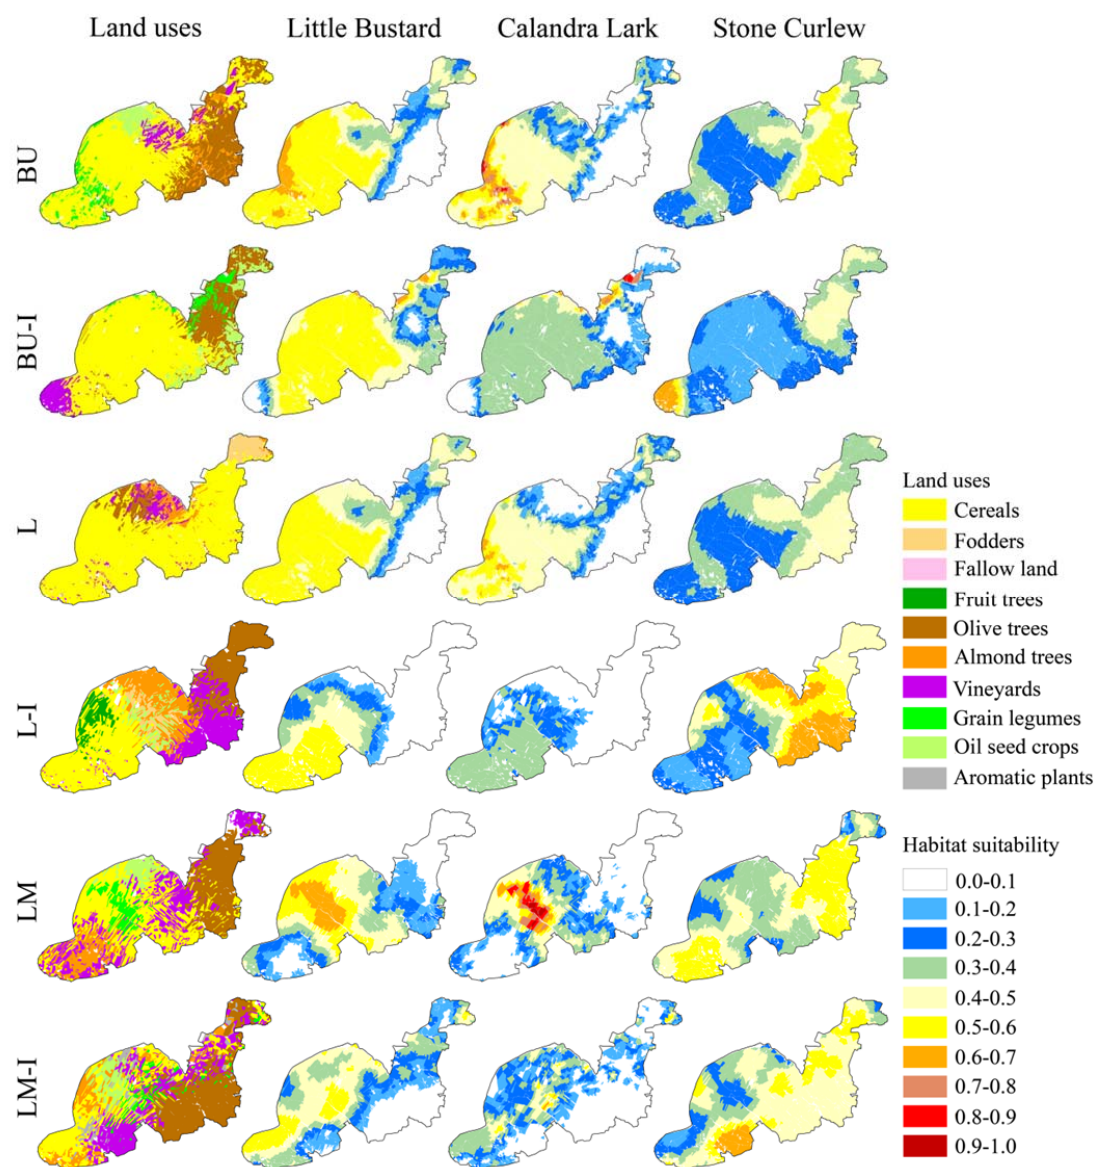 Land uses
Little Bustard
Calandra Lark
Stone Curlew
BU
BU-I
L
L-I
LM
LM-I
Land uses
Cereals
Fodders
Fallow land
Fruit trees
Olive trees
Almond trees
Vineyards
Grain legumes
Oil seed crops
Aromatic plants
Habitat suitability
0.0-0.1
0.1-0.2
0.2-0.3
0.3-0.4
0.4-0.5
0.5-0.6
0.6-0.7
0.7-0.8
0.8-0.9
0.9-1.0